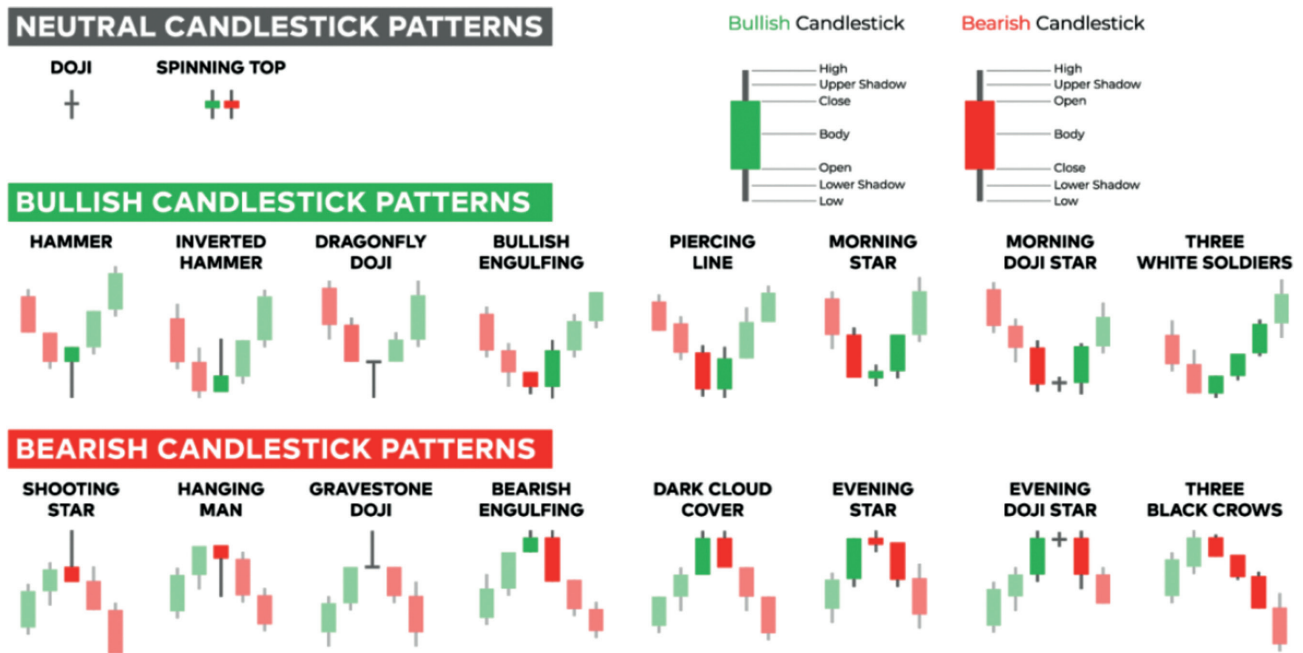 NEUTRAL CANDLESTICK PATTERNS
DOJI
SPINNING TOP
Bullish Candlestick
High
Upper Shadow
Close
Body
Open
Lower Shadow
Low
Bearish Candlestick
High
Upper Shadow
Open
Body
Close
Lower Shadow
Low
BULLISH CANDLESTICK PATTERNS
HAMMER
INVERTED
HAMMER
DRAGONFLY
DOJI
BULLISH
ENGULFING
PIERCING
LINE
MORNING
STAR
MORNING
DOJI STAR
THREE
WHITE SOLDIERS
BEARISH CANDLESTICK PATTERNS
SHOOTING
STAR
HANGING
MAN
GRAVESTONE
DOJI
BEARISH
ENGULFING
DARK CLOUD
COVER
EVENING
STAR
EVENING
DOJI STAR
THREE
BLACK CROWS